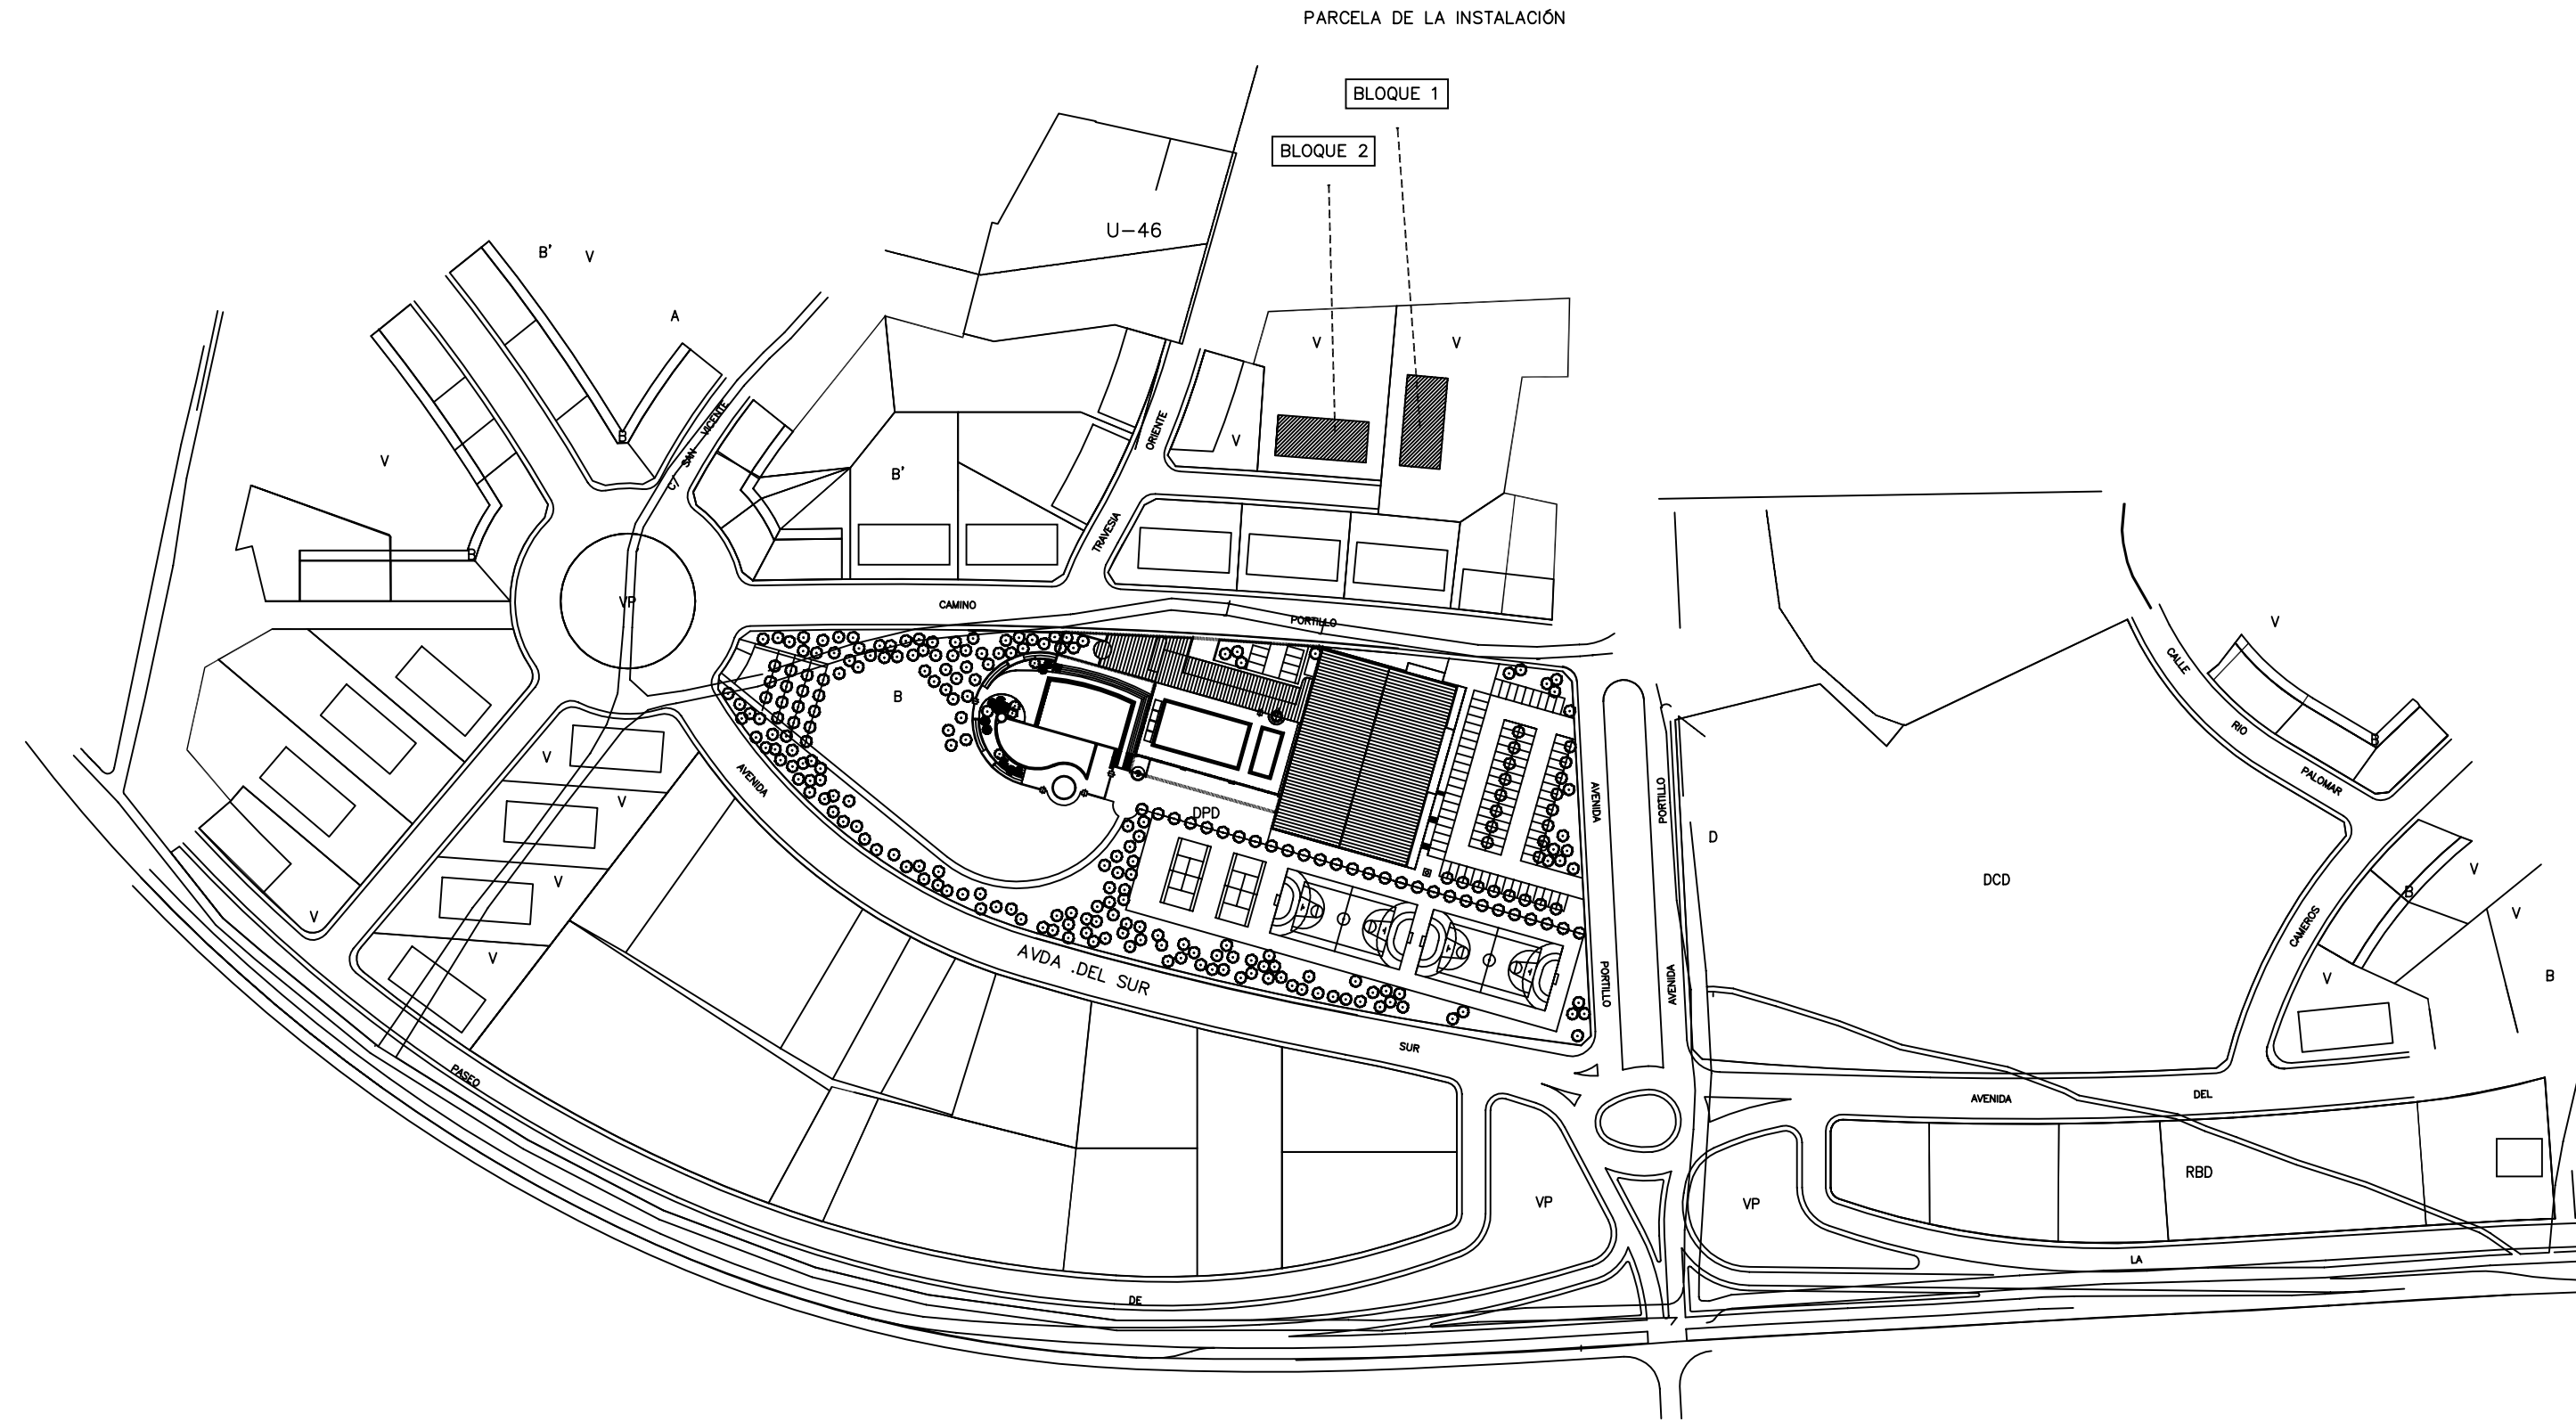 PARCELA DE LA INSTALACIÓN
BLOQUE 1
BLOQUE 2
U-46
B'
V
A
V
V
V
B
C/ SAN VICENTE
ORIENTE
V
B'
B
TRAVESIA
VP
CAMINO
PORTILLO
V
CALLE
B
RIO
B
V
AVENIDA
PALOMAR
V
DPD
AVENIDA
PORTILLO
D
V
DCD
V
B
V
V
CAMEROS
V
AVDA .DEL SUR
PORTILLO
AVENIDA
V
B
SUR
PASEO
AVENIDA
DEL
VP
VP
RBD
LA
DE